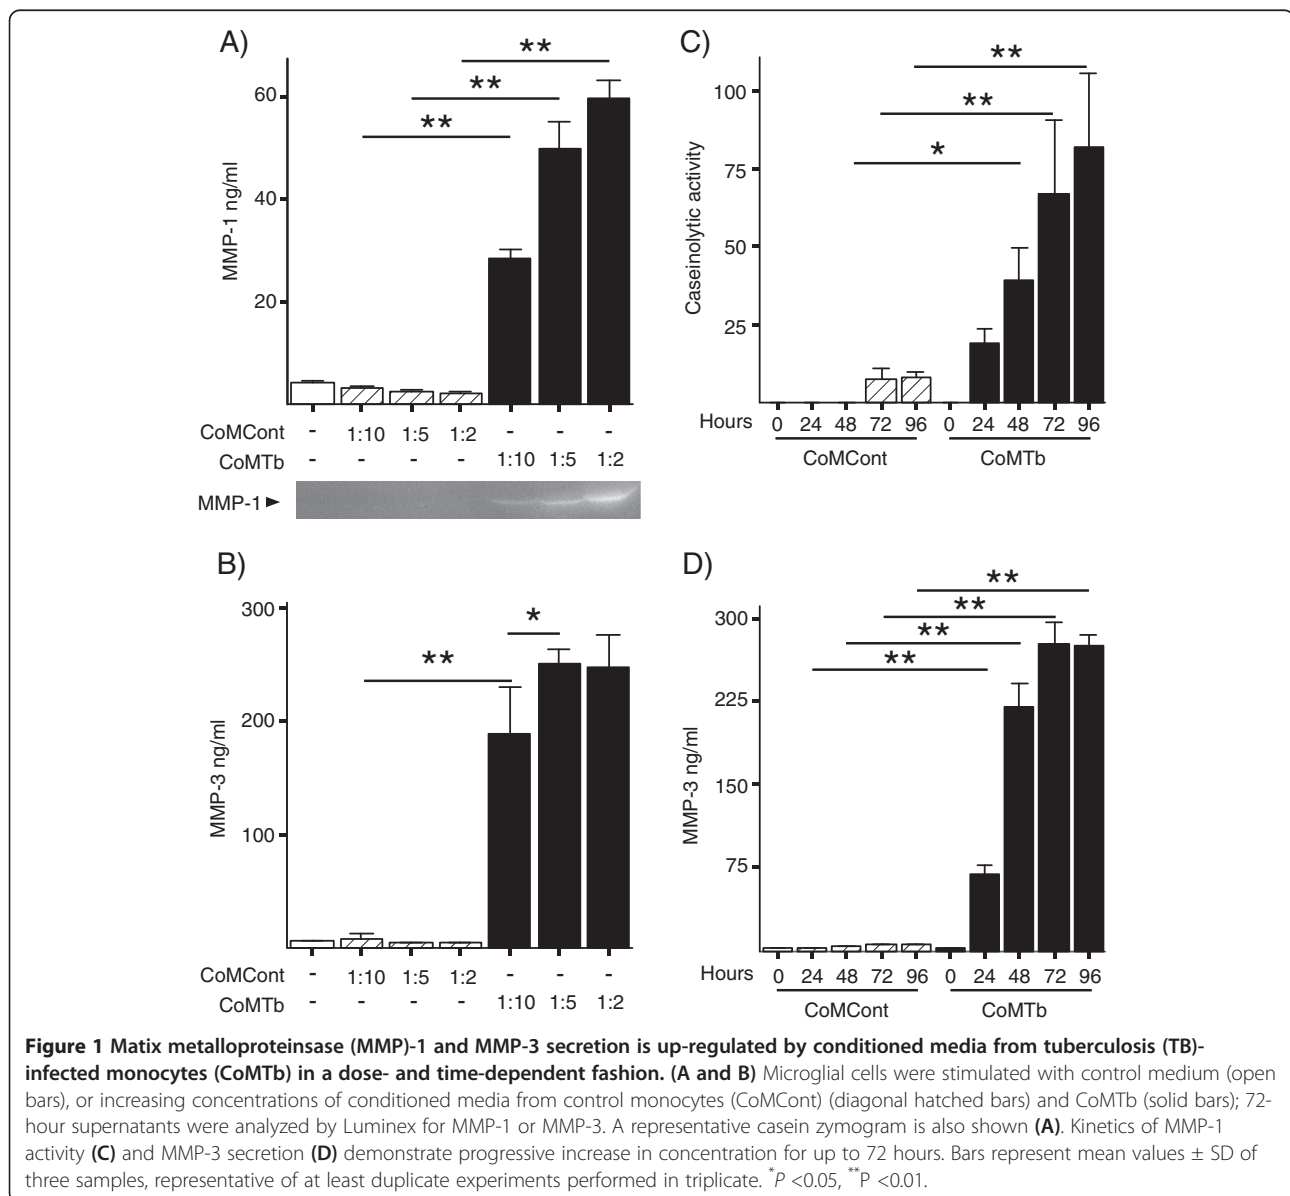 A)
**
**
**
MMP-1 ng/ml
60
40
20
CoMCont - 1:10 1:5 1:2 - - -
CoMTb - - - - 1:10 1:5 1:2
MMP-1
B)
*
**
MMP-3 ng/ml
300
200
100
CoMCont - 1:10 1:5 1:2 - - -
CoMTb - - - - 1:10 1:5 1:2
C)
**
**
*
Caseinolytic activity
100
75
50
25
Hours 0 24 48 72 96 0 24 48 72 96
CoMCont CoMTb
D)
**
**
**
**
MMP-3 ng/ml
300
225
150
75
Hours 0 24 48 72 96 0 24 48 72 96
CoMCont CoMTb
Figure 1 Matix metalloproteinsase (MMP)-1 and MMP-3 secretion is up-regulated by conditioned media from tuberculosis (TB)-
infected monocytes (CoMTb) in a dose- and time-dependent fashion. (A and B) Microglial cells were stimulated with control medium (open
bars), or increasing concentrations of conditioned media from control monocytes (CoMCont) (diagonal hatched bars) and CoMTb (solid bars); 72-
hour supernatants were analyzed by Luminex for MMP-1 or MMP-3. A representative casein zymogram is also shown (A). Kinetics of MMP-1
activity (C) and MMP-3 secretion (D) demonstrate progressive increase in concentration for up to 72 hours. Bars represent mean values ± SD of
three samples, representative of at least duplicate experiments performed in triplicate. *P <0.05, **P <0.01.